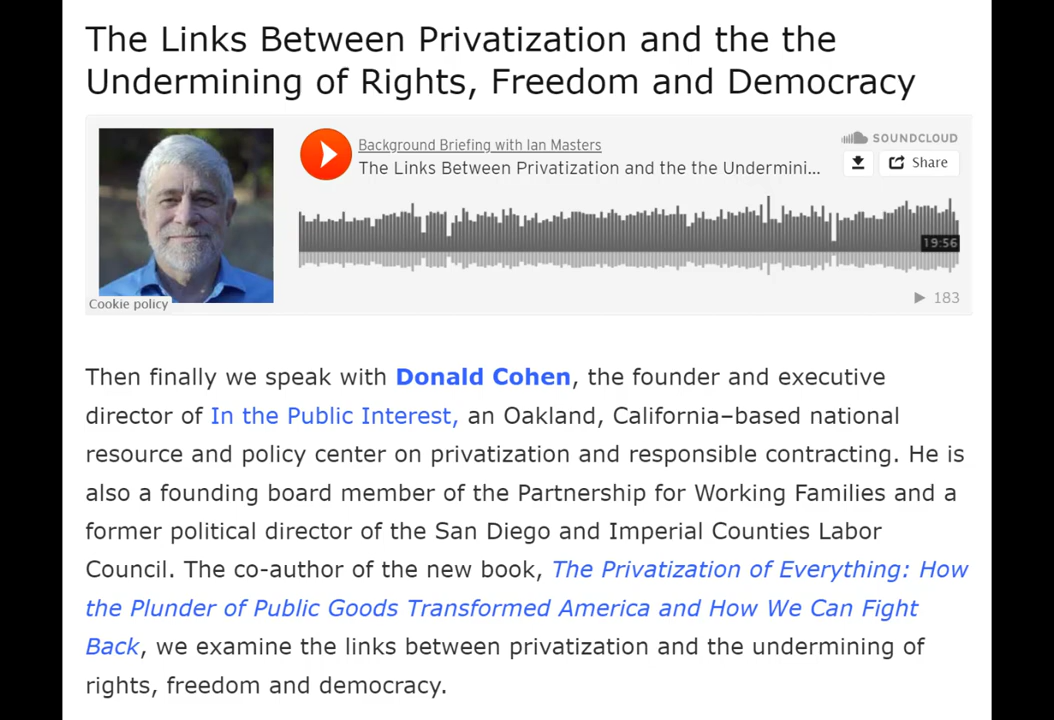 The Links Between Privatization and the the
Undermining of Rights, Freedom and Democracy
Background Briefing with Ian Masters
SOUNDCLOUD
The Links Between Privatization and the the Undermini...
Share
19:56
Cookie policy
183
Then finally we speak with Donald Cohen, the founder and executive
director of In the Public Interest, an Oakland, California–based national
resource and policy center on privatization and responsible contracting. He is
also a founding board member of the Partnership for Working Families and a
former political director of the San Diego and Imperial Counties Labor
Council. The co-author of the new book, The Privatization of Everything: How
the Plunder of Public Goods Transformed America and How We Can Fight
Back, we examine the links between privatization and the undermining of
rights, freedom and democracy.